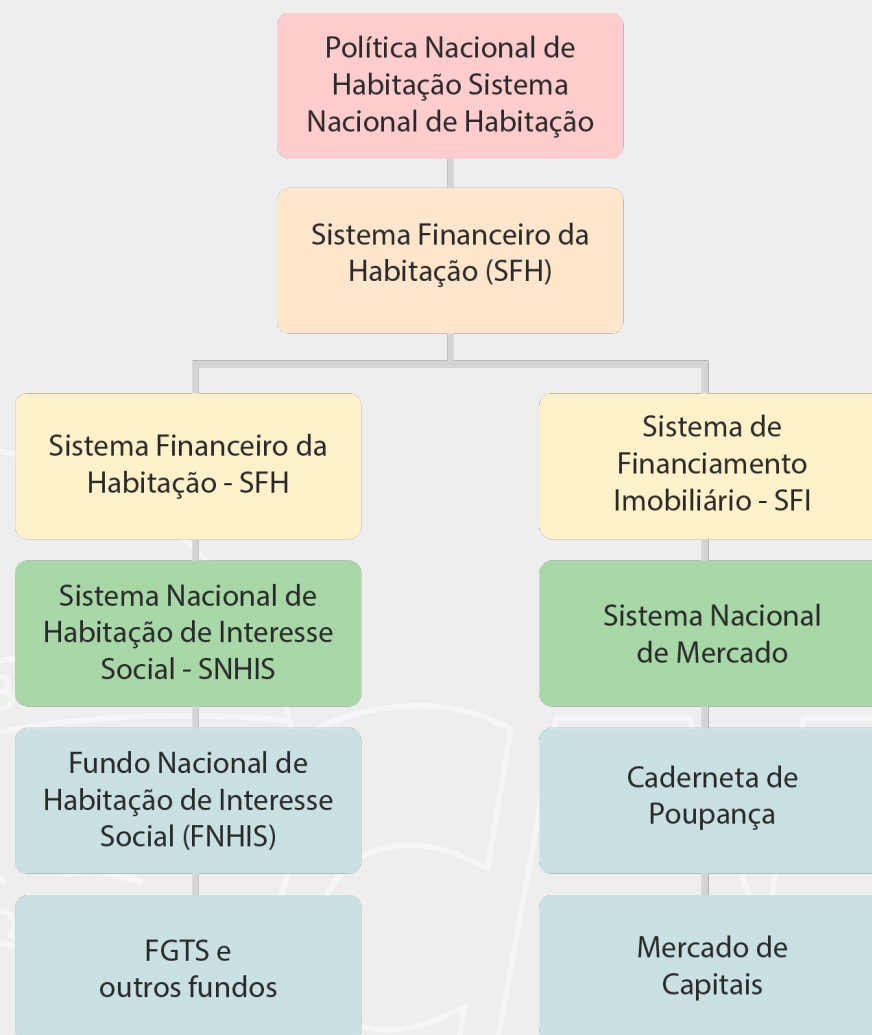 Política Nacional de
Habitação Sistema
Nacional de Habitação
Sistema Financeiro da
Habitação (SFH)
Sistema Financeiro da
Habitação - SFH
Sistema de
Financiamento
Imobiliário - SFI
Sistema Nacional de
Habitação de Interesse
Social - SNHIS
Sistema Nacional
de Mercado
Fundo Nacional de
Habitação de Interesse
Social (FNHIS)
Caderneta de
Poupança
FGTS e
outros fundos
Mercado de
Capitais